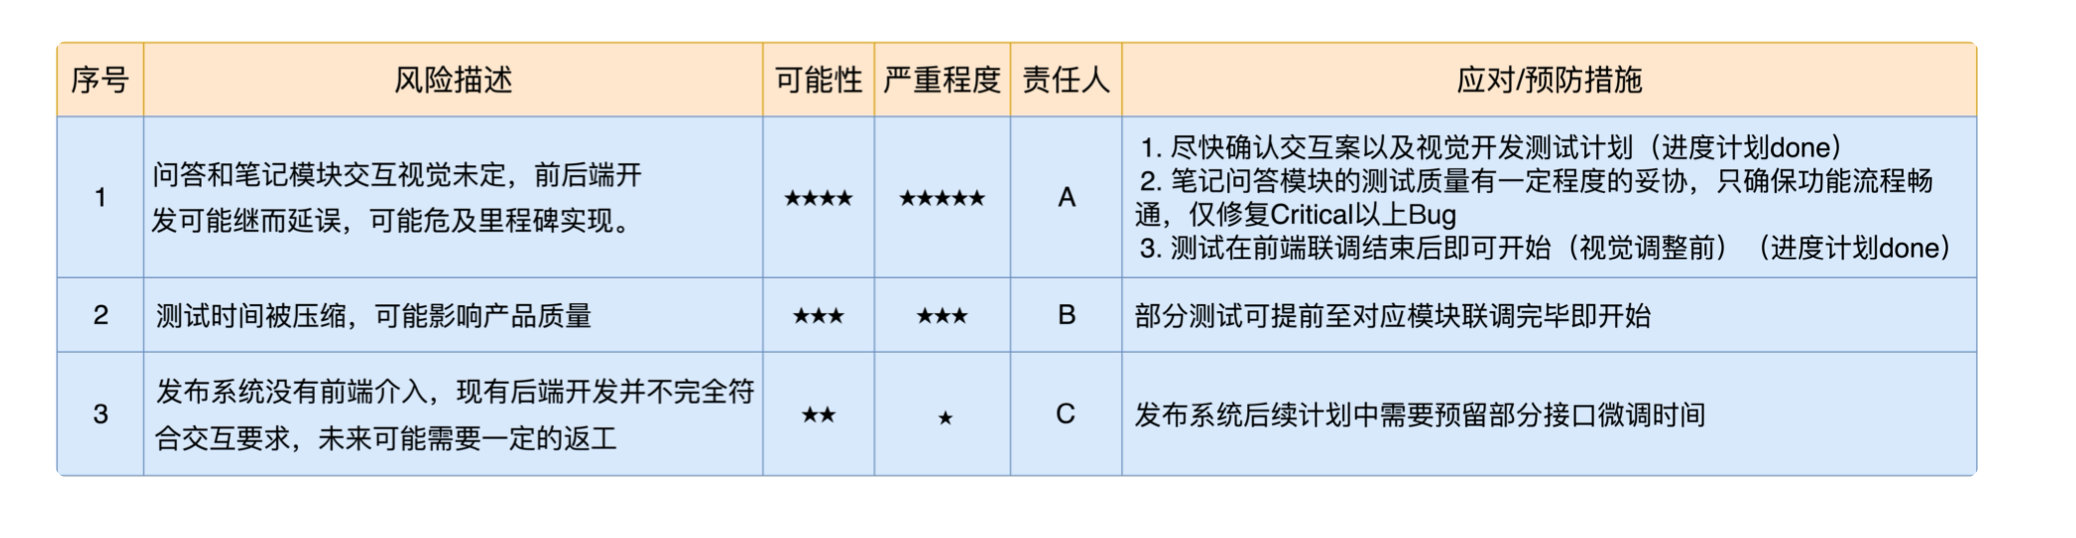 序号 风险描述 可能性 严重程度 责任人 应对/预防措施
1
问答和笔记模块交互视觉未定，前后端开
发可能继而延误，可能危及里程碑实现。
★★★★
★★★★★
A
1. 尽快确认交互案以及视觉开发测试计划（进度计划done）
2. 笔记问答模块的测试质量有一定程度的妥协，只确保功能流程畅
通，仅修复Critical以上Bug
3. 测试在前端联调结束后即可开始（视觉调整前）（进度计划done）
2
测试时间被压缩，可能影响产品质量
★★★
★★★
B
部分测试可提前至对应模块联调完毕即开始
3
发布系统没有前端介入，现有后端开发并不完全符
合交互要求，未来可能需要一定的返工
★★
★
C
发布系统后续计划中需要预留部分接口微调时间